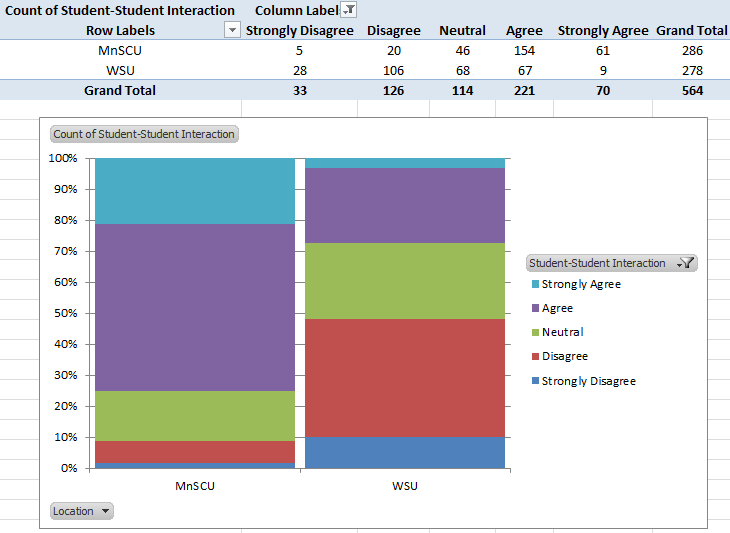 Count of Student-Student Interaction Column Label
Row Labels Strongly Disagree Disagree Neutral Agree Strongly Agree Grand Total
MnSCU 5 20 46 154 61 286
WSU 28 106 68 67 9 278
Grand Total 33 126 114 221 70 564
Count of Student-Student Interaction
100%
90%
80%
70%
60%
50%
40%
30%
20%
10%
0%
MnSCU WSU
Student-Student Interaction
Strongly Agree
Agree
Neutral
Disagree
Strongly Disagree
Location